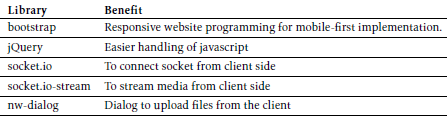 Library Benefit
bootstrap Responsive website programming for mobile-first implementation.
jQuery Easier handling of javascript
socket.io To connect socket from client side
socket.io-stream To stream media from client side
nw-dialog Dialog to upload files from the client